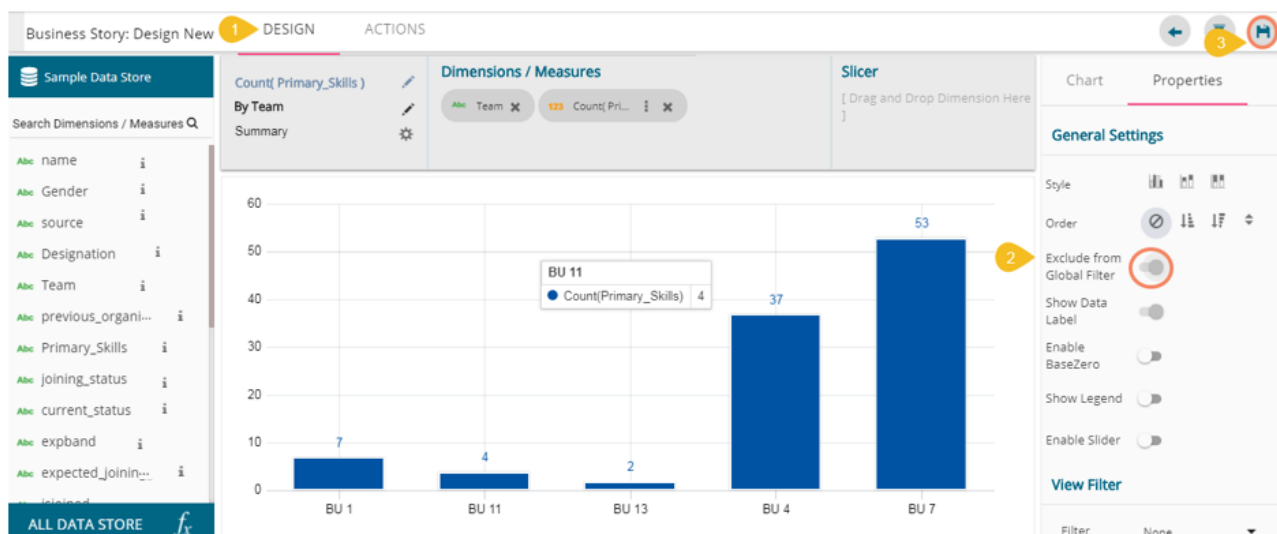 Business Story: Design New
1
DESIGN
ACTIONS
3
Sample Data Store
Search Dimensions / Measures
Abc name i
Abc Gender i
Abc source i
Abc Designation i
Abc Team i
Abc previous_organi... i
Abc Primary_Skills i
Abc joining_status i
Abc current_status i
Abc expband i
Abc expected_joinin... i
ALL DATA STORE fx
Count( Primary_Skills )
By Team
Summary
Dimensions / Measures
Abc Team
123 Count( Pri...
Slicer
[ Drag and Drop Dimension Here
]
60
50
40
30
20
10
0
7
4
2
37
53
BU 11
Count(Primary_Skills) 4
BU 1
BU 11
BU 13
BU 4
BU 7
Chart
Properties
General Settings
Style
Order
2
Exclude from
Global Filter
Show Data
Label
Enable
BaseZero
Show Legend
Enable Slider
View Filter
Filter None